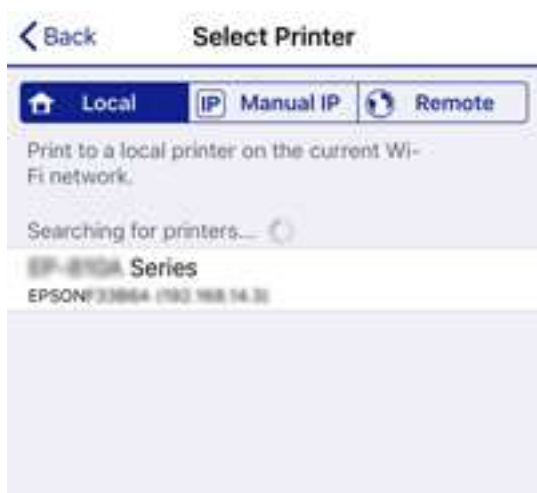 Back
Select Printer
Local
IP Manual IP
Remote
Print to a local printer on the current Wi-
Fi network.
Searching for printers...
Series
EPSON